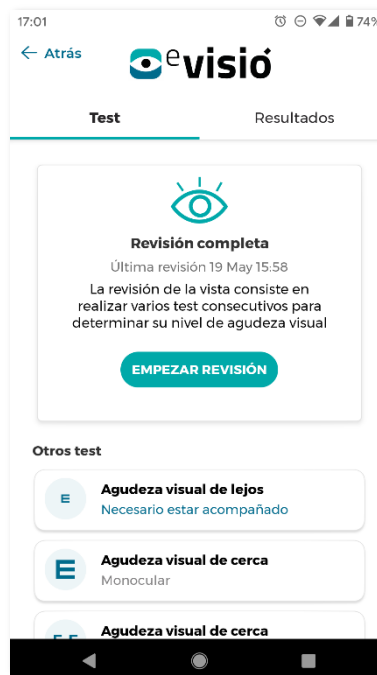 17:01 74%
← Atrás
evisió
Test Resultados
Revisión completa
Última revisión 19 May 15:58
La revisión de la vista consiste en
realizar varios test consecutivos para
determinar su nivel de agudeza visual
EMPEZAR REVISIÓN
Otros test
E
Agudeza visual de lejos
Necesario estar acompañado
E
Agudeza visual de cerca
Monocular
E E
Agudeza visual de cerca